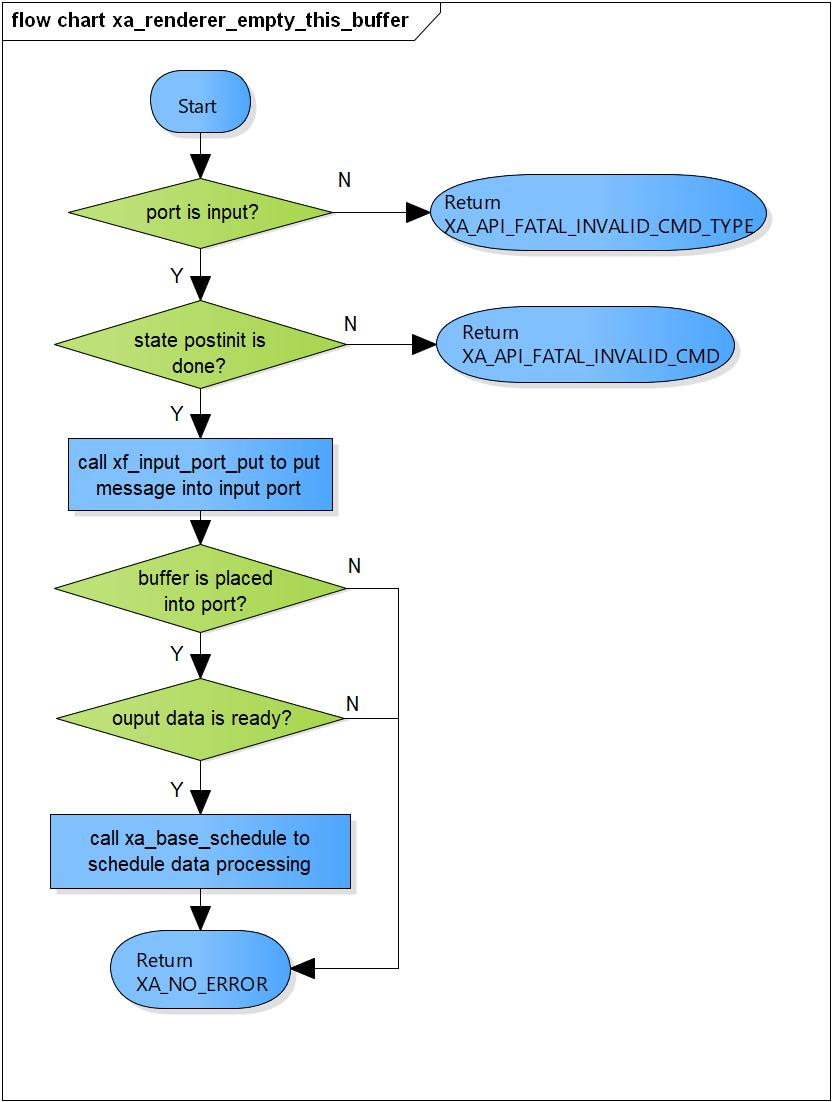 flow chart xa_renderer_empty_this_buffer
Start
port is input?
N
Return
XA_API_FATAL_INVALID_CMD_TYPE
Y
state postinit is
done?
N
Return
XA_API_FATAL_INVALID_CMD
Y
call xf_input_port_put to put
message into input port
buffer is placed
into port?
N
Y
ouput data is ready?
N
Y
call xa_base_schedule to
schedule data processing
Return
XA_NO_ERROR